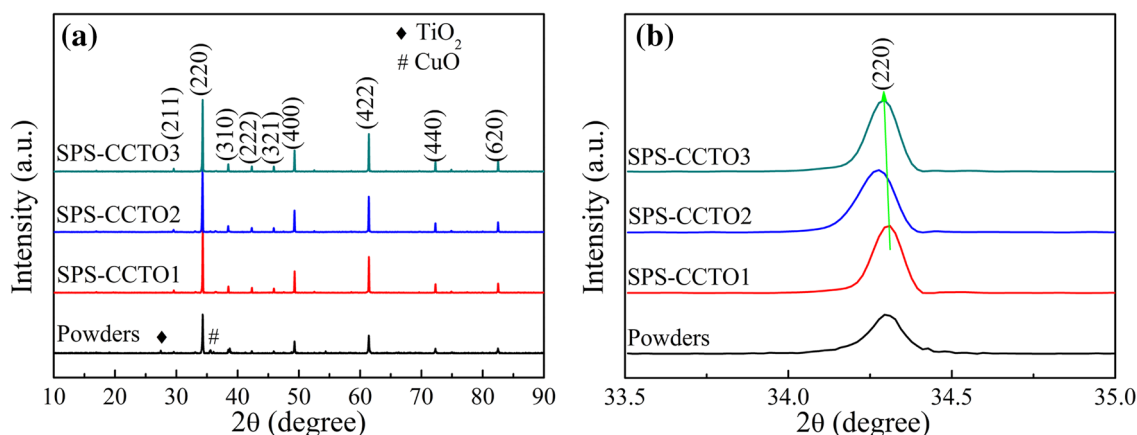 (a)
♦ TiO₂
# CuO
(211)
(220)
(310)
(222)
(321)
(400)
(422)
(440)
(620)
SPS-CCTO3
SPS-CCTO2
SPS-CCTO1
Powders
♦
#
Intensity (a.u.)
10 20 30 40 50 60 70 80 90
2θ (degree)
(b)
(220)
SPS-CCTO3
SPS-CCTO2
SPS-CCTO1
Powders
Intensity (a.u.)
33.5 34.0 34.5 35.0
2θ (degree)